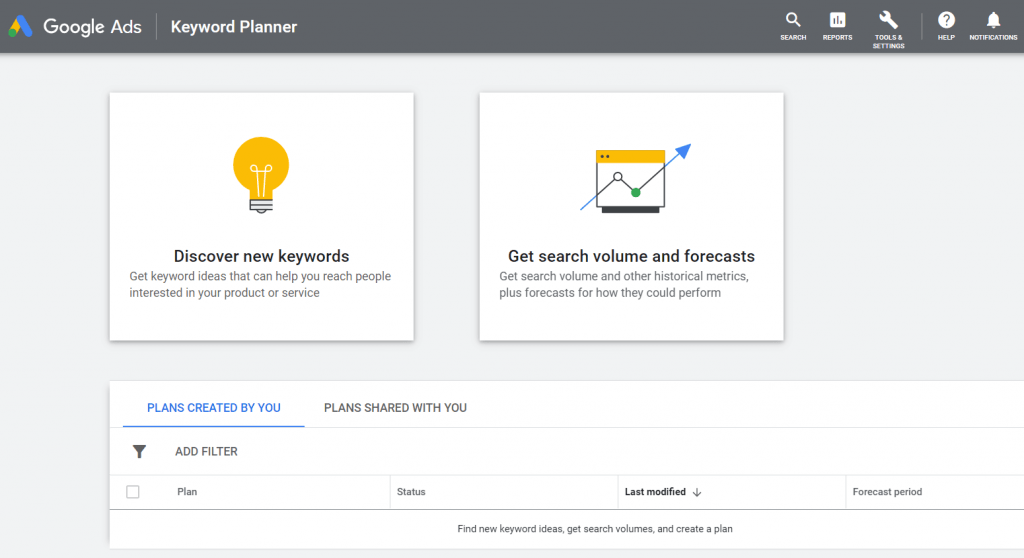 Google Ads
Keyword Planner
SEARCH
REPORTS
TOOLS &
SETTINGS
HELP
NOTIFICATIONS
Discover new keywords
Get keyword ideas that can help you reach people
interested in your product or service
Get search volume and forecasts
Get search volume and other historical metrics,
plus forecasts for how they could perform
PLANS CREATED BY YOU
PLANS SHARED WITH YOU
ADD FILTER
Plan
Status
Last modified
Forecast period
Find new keyword ideas, get search volumes, and create a plan